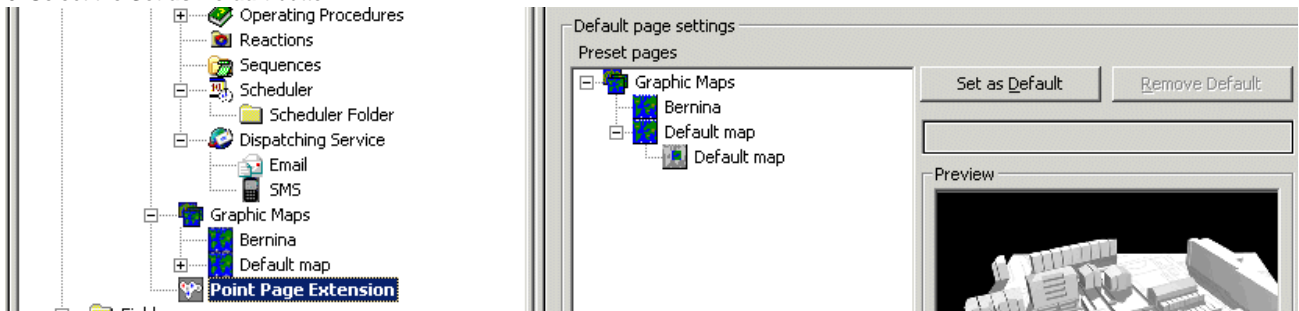 Operating Procedures
Reactions
Sequences
Scheduler
Scheduler Folder
Dispatching Service
Email
SMS
Graphic Maps
Bernina
Default map
Point Page Extension
Default page settings
Preset pages
Graphic Maps
Bernina
Default map
Default map
Set as Default
Remove Default
Preview